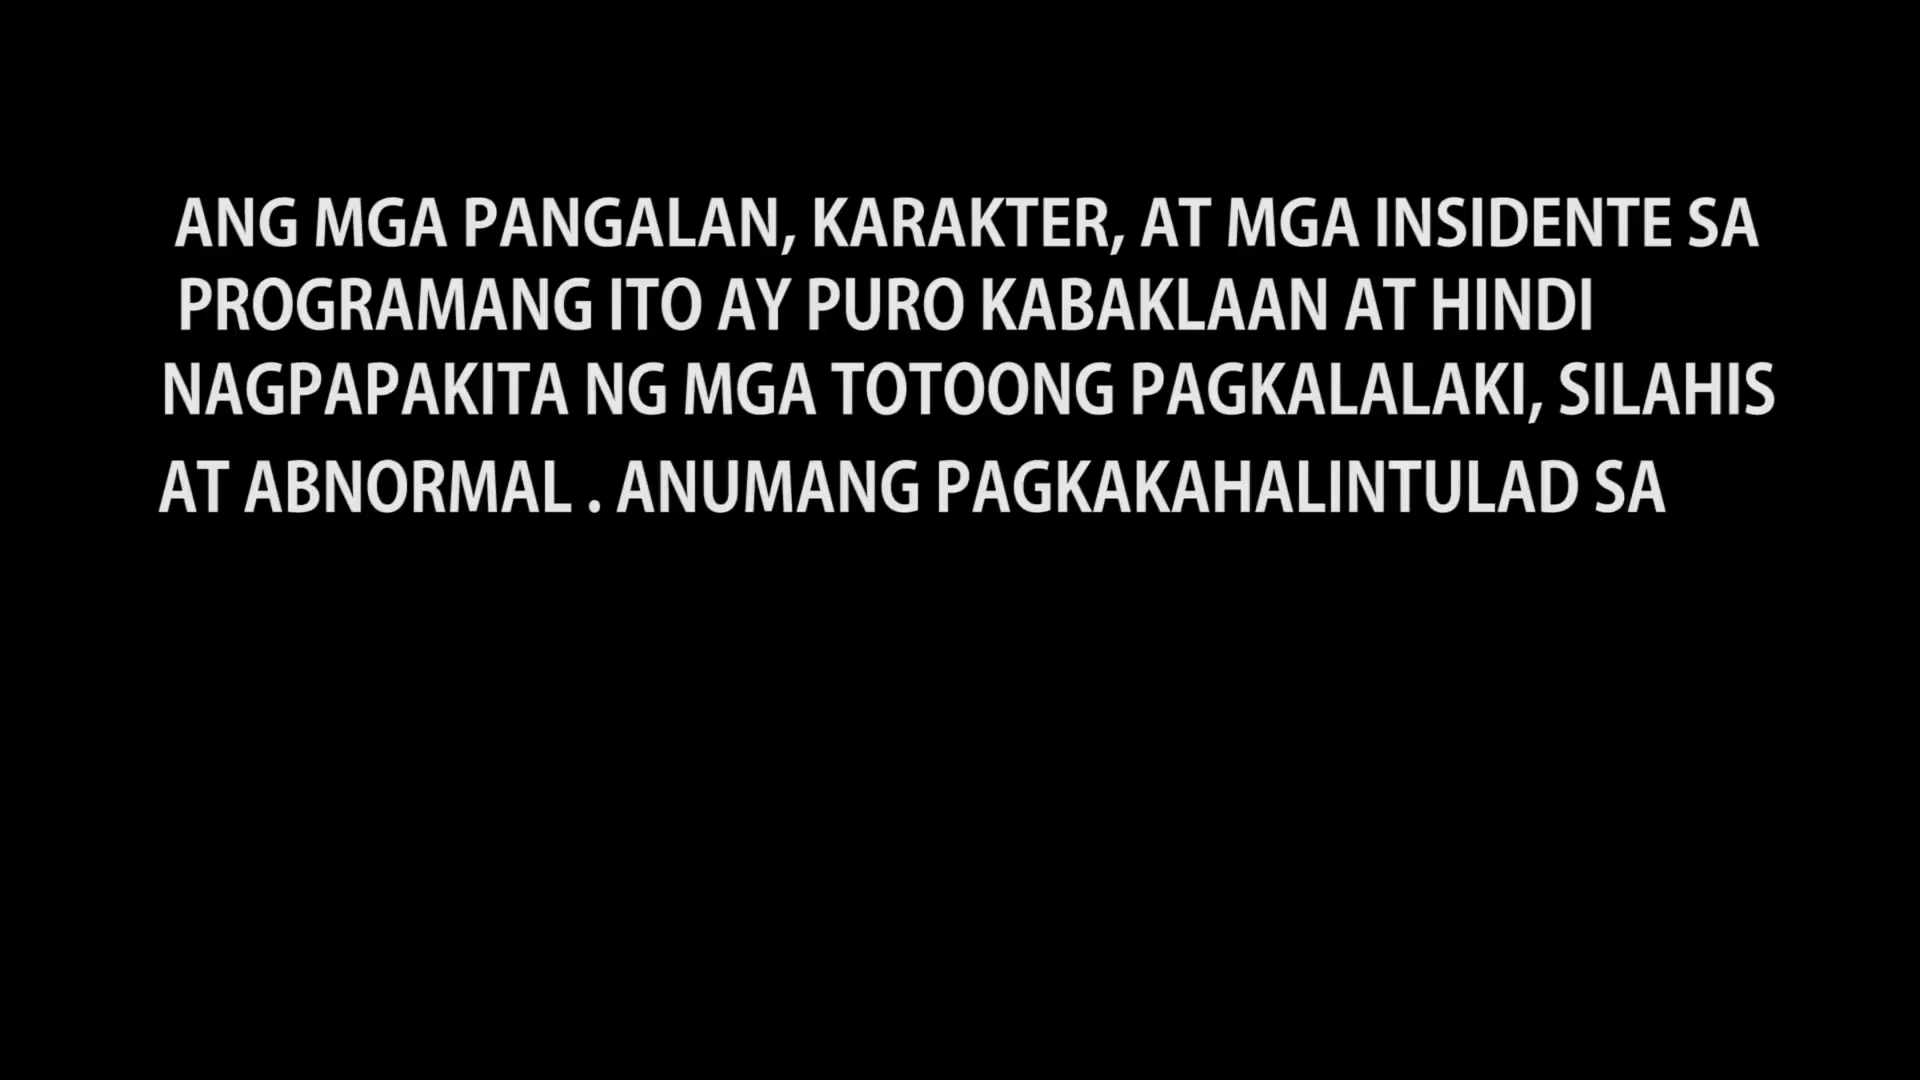 ANG MGA PANGALAN, KARAKTER, AT MGA INSIDENTE SA
PROGRAMANG ITO AY PURO KABAKLAAN AT HINDI
NAGPAPAKITA NG MGA TOTOONG PAGKALALAKI, SILAHIS
AT ABNORMAL . ANUMANG PAGKAKAHALINTULAD SA